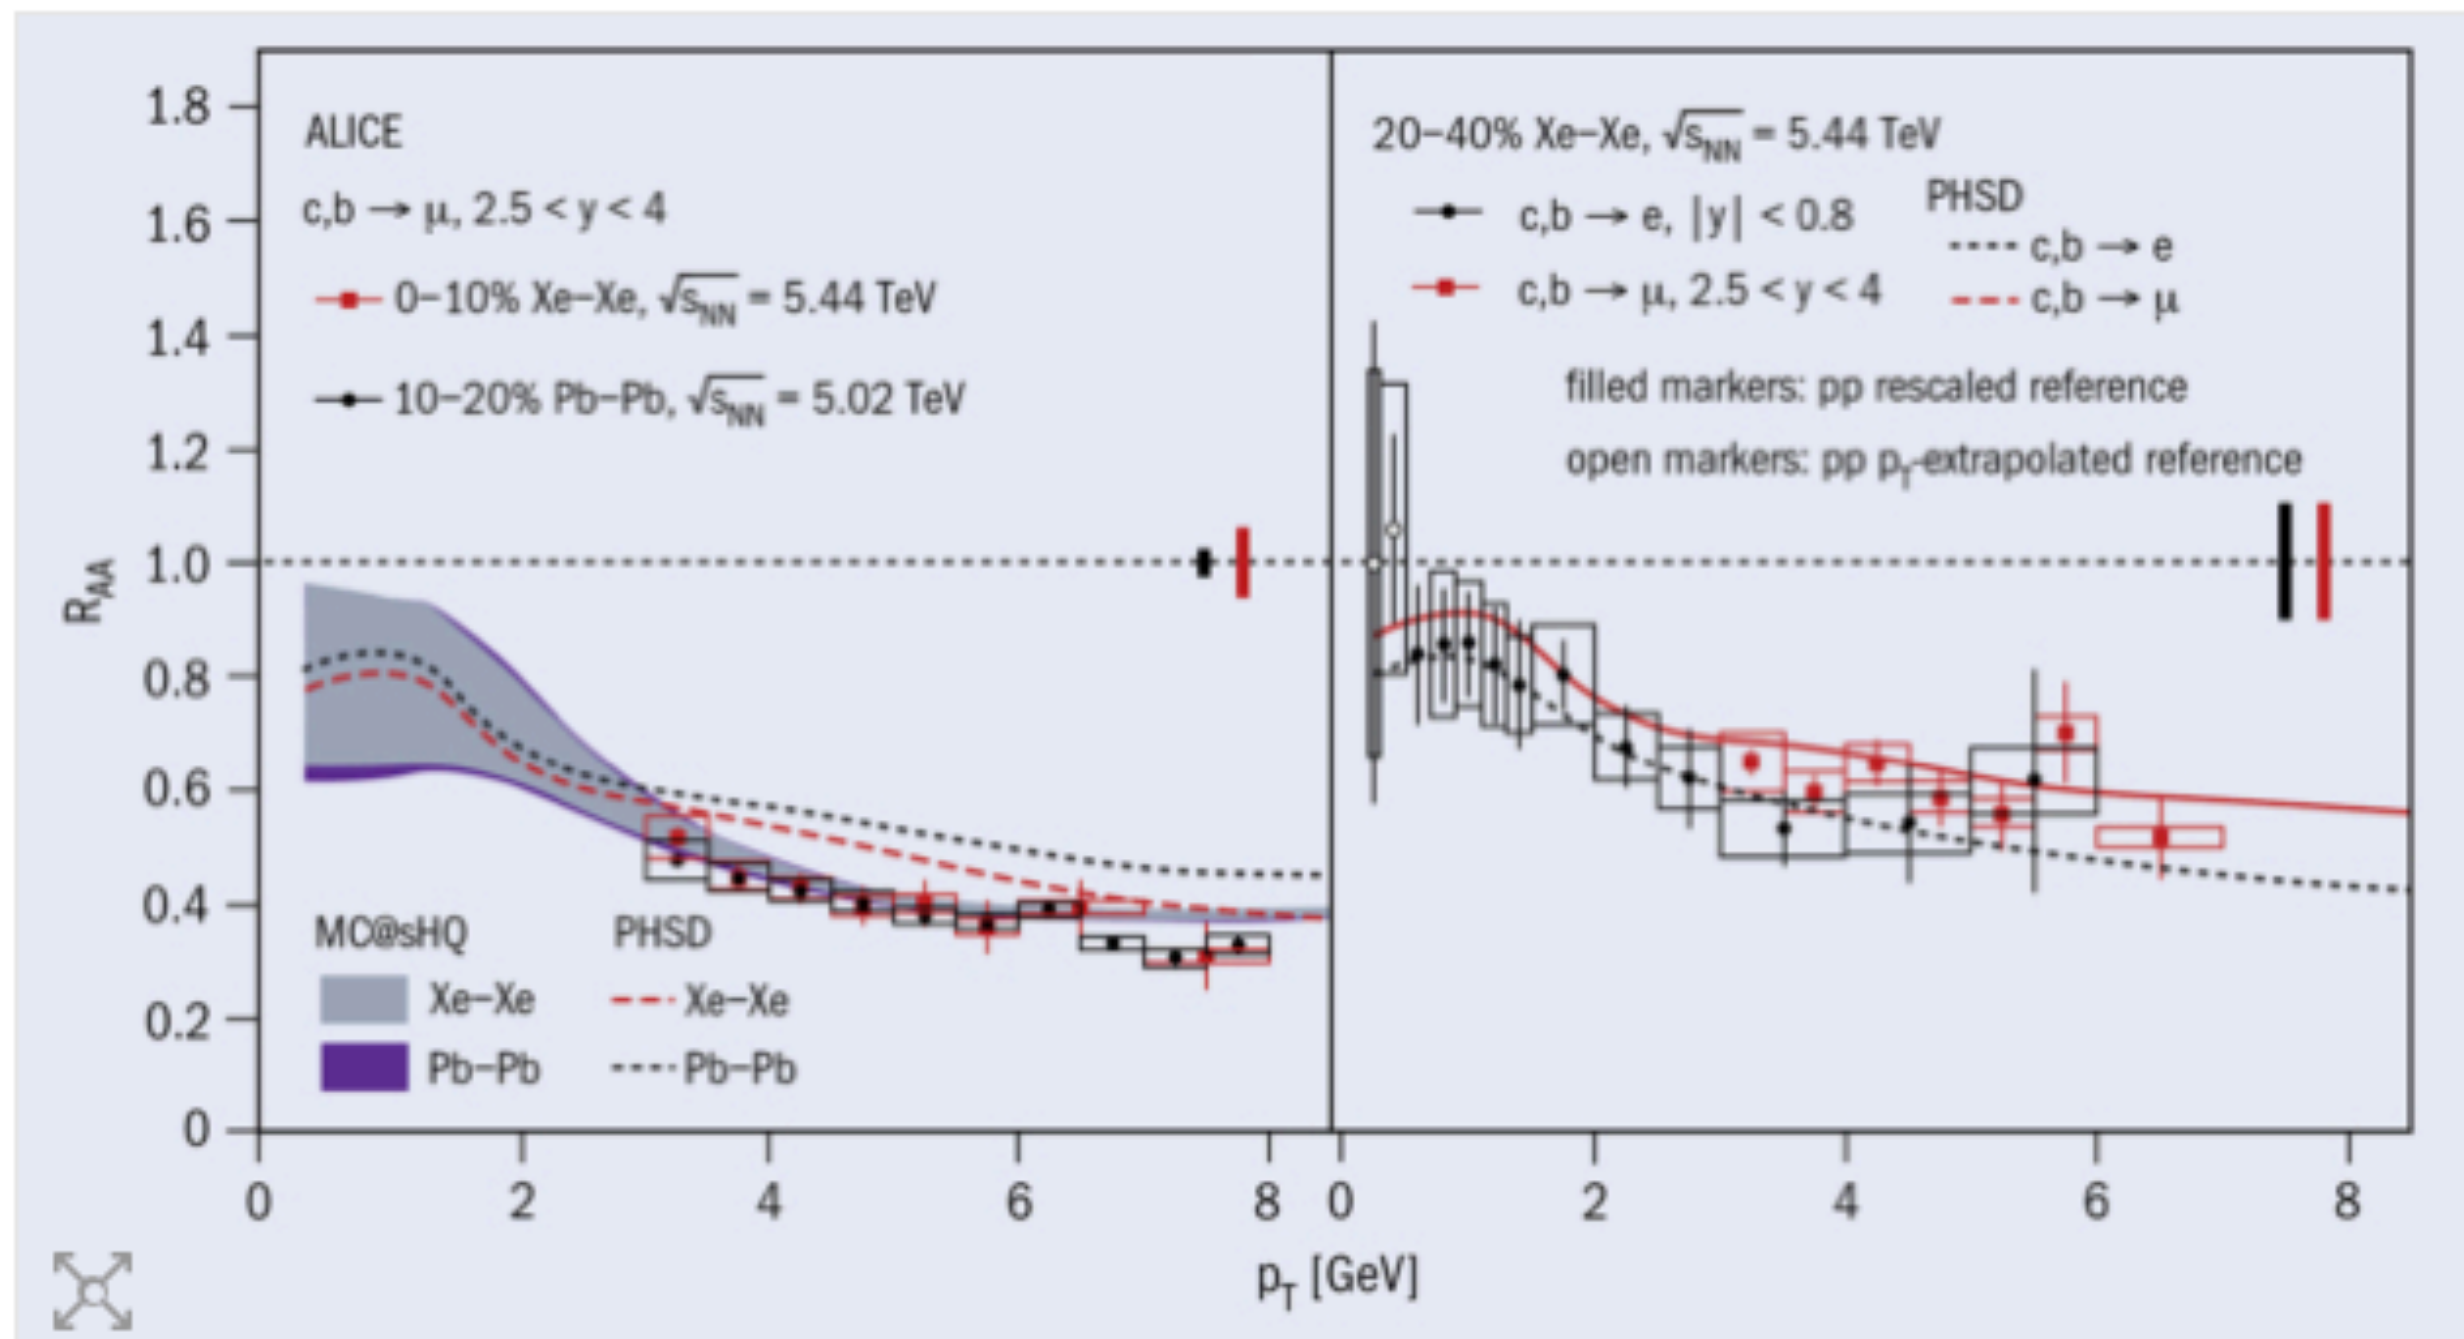 ALICE
c,b → μ, 2.5 < y < 4
0–10% Xe–Xe, √sNN = 5.44 TeV
10–20% Pb–Pb, √sNN = 5.02 TeV
MC@sHQ
Xe–Xe
Pb–Pb
PHSD
Xe–Xe
Pb–Pb
20–40% Xe–Xe, √sNN = 5.44 TeV
c,b → e, |y| < 0.8
c,b → μ, 2.5 < y < 4
PHSD
c,b → e
c,b → μ
filled markers: pp rescaled reference
open markers: pp pT-extrapolated reference
RAA
1.8
1.6
1.4
1.2
1.0
0.8
0.6
0.4
0.2
0
0 2 4 6 8 0 2 4 6 8
pT [GeV]